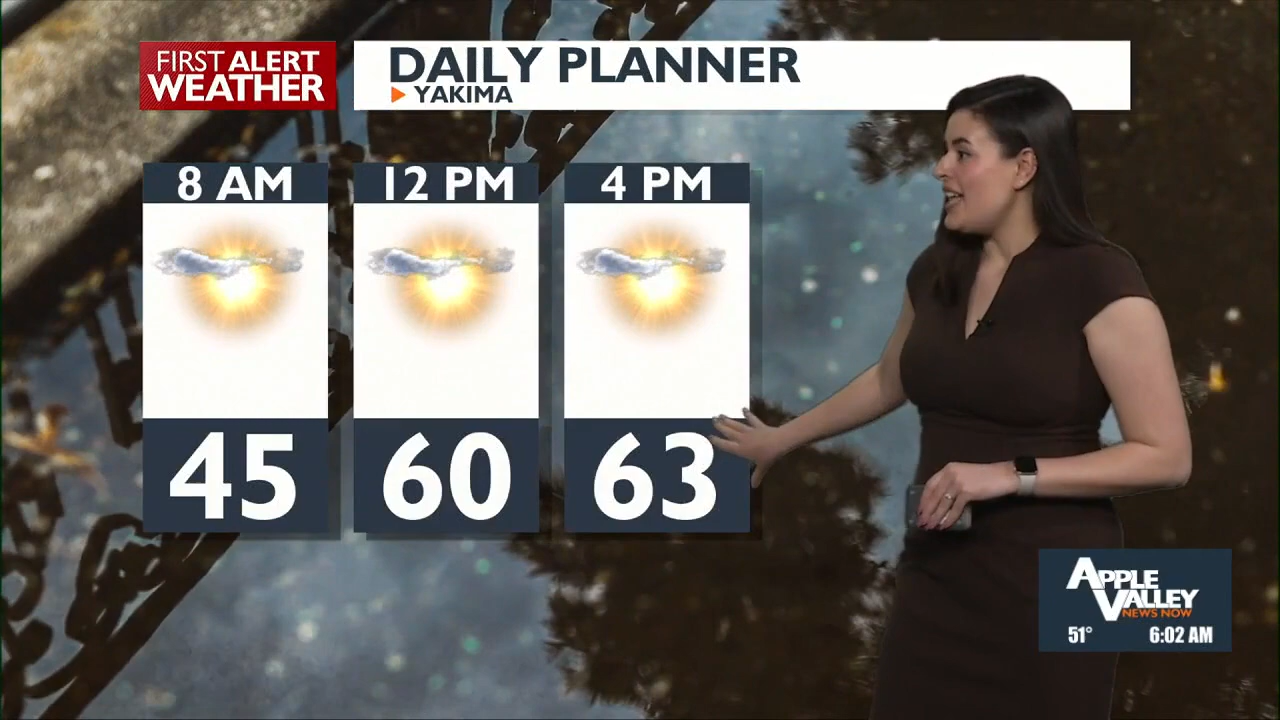 FIRST ALERT
WEATHER
DAILY PLANNER
YAKIMA
8 AM
12 PM
4 PM
45
60
63
APPLE
VALLEY
NEWS NOW
51°
6:02 AM